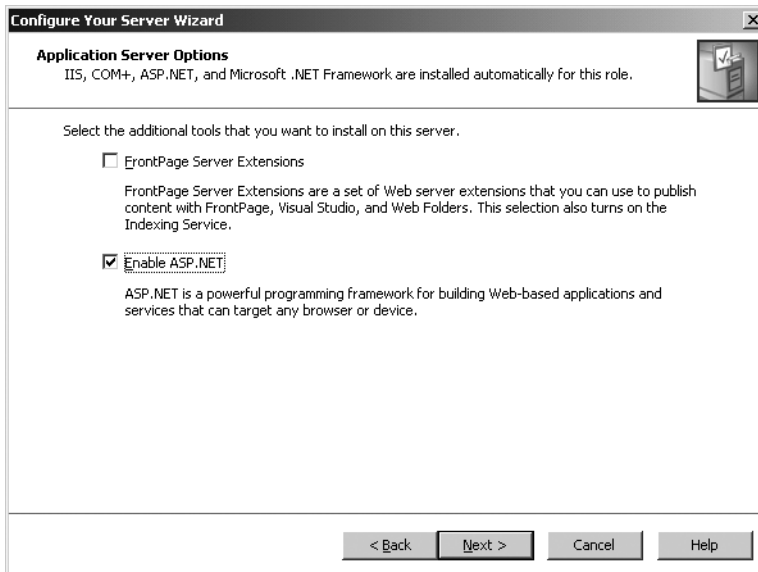 Configure Your Server Wizard
Application Server Options
IIS, COM+, ASP.NET, and Microsoft .NET Framework are installed automatically for this role.
Select the additional tools that you want to install on this server.
FrontPage Server Extensions
FrontPage Server Extensions are a set of Web server extensions that you can use to publish
content with FrontPage, Visual Studio, and Web Folders. This selection also turns on the
Indexing Service.
Enable ASP.NET
ASP.NET is a powerful programming framework for building Web-based applications and
services that can target any browser or device.
< Back Next > Cancel Help